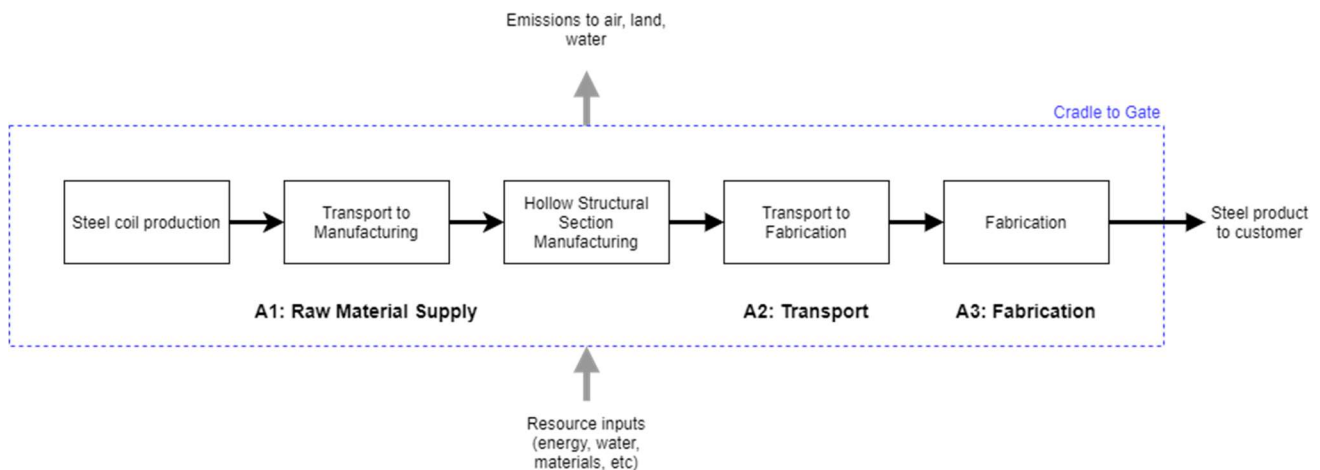 Emissions to air, land,
water
Cradle to Gate
Steel coil production
Transport to
Manufacturing
Hollow Structural
Section
Manufacturing
Transport to
Fabrication
Fabrication
Steel product
to customer
A1: Raw Material Supply
A2: Transport
A3: Fabrication
Resource inputs
(energy, water,
materials, etc)